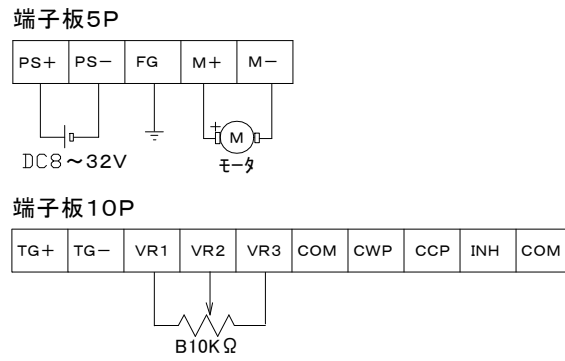 端子板5P
PS+ PS− FG M+ M−
+ M
DC8～32V モータ
端子板10P
TG+ TG− VR1 VR2 VR3 COM CWP CCP INH COM
B10KΩ